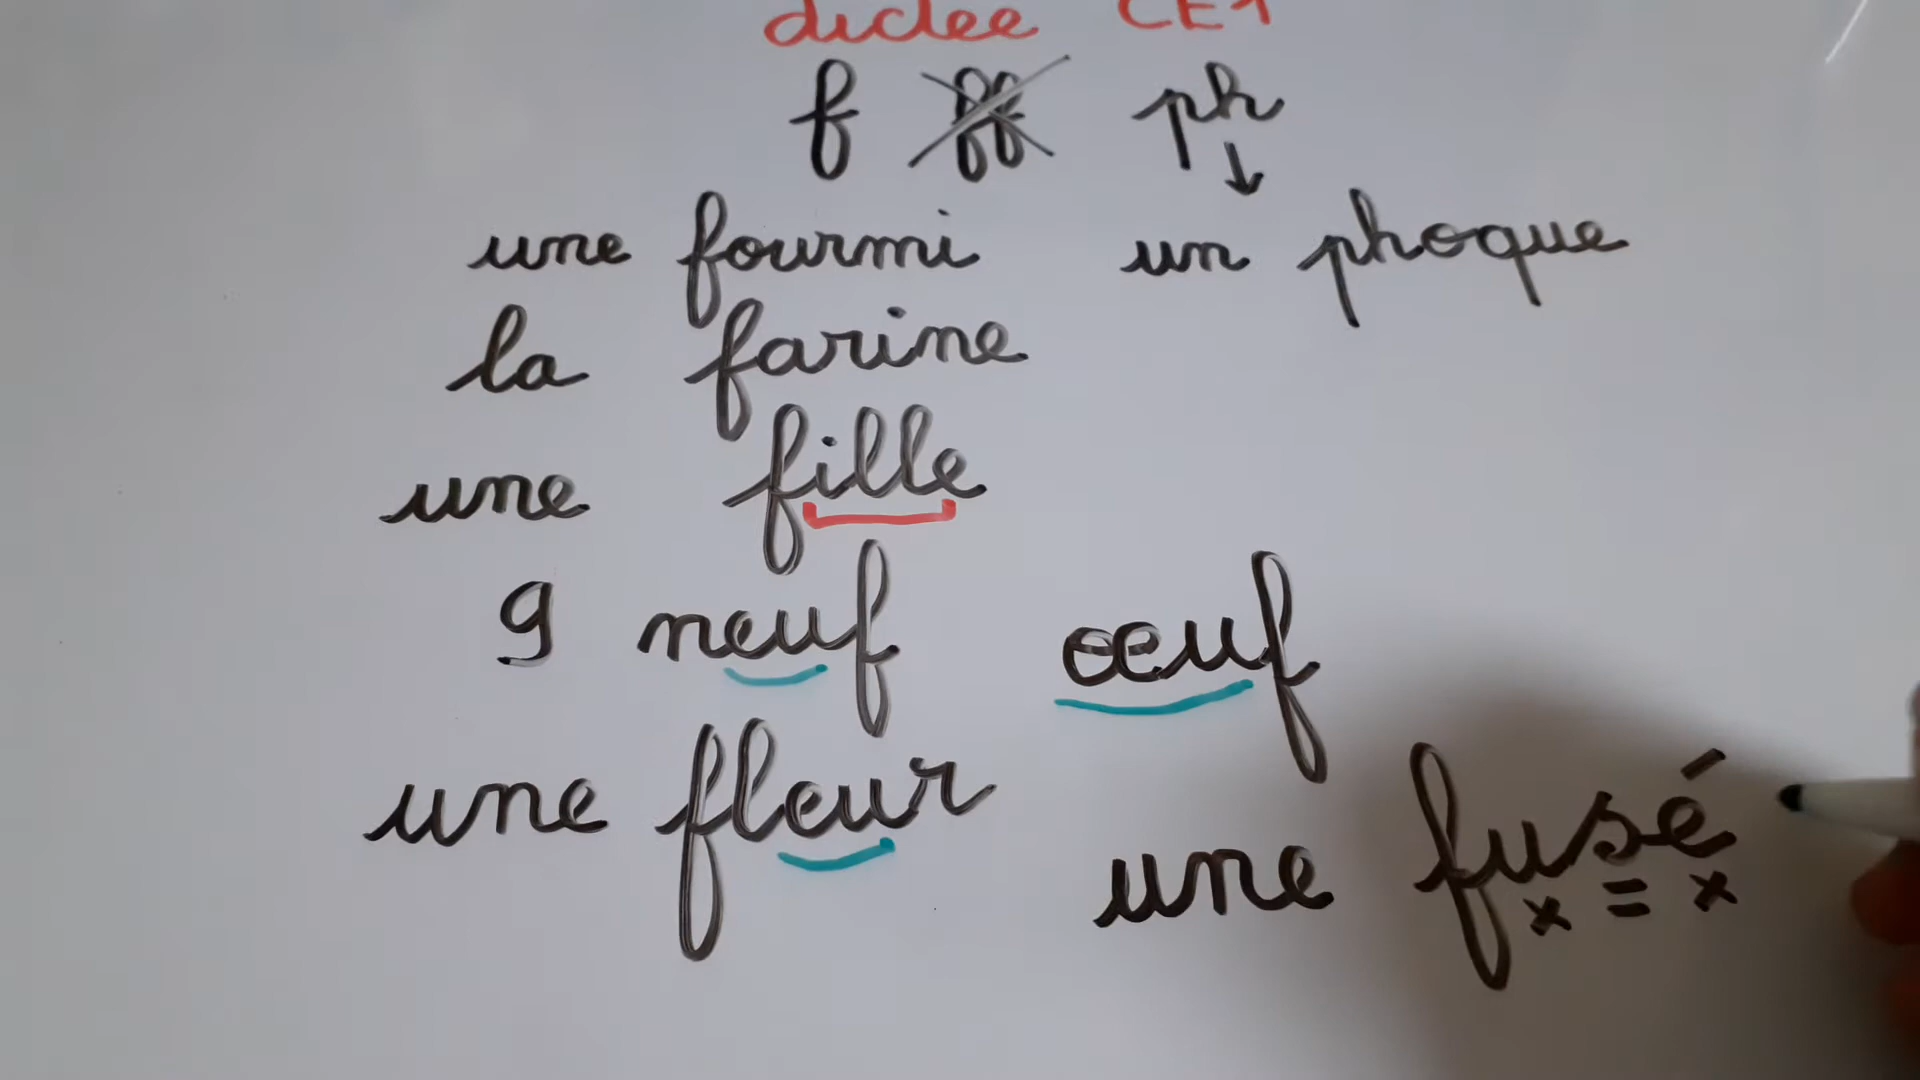 dictée CE1
f ff ph
↓
une fourmi un phoque
la farine
une fille
9 neuf oeuf
une fleur une fusé
x = x